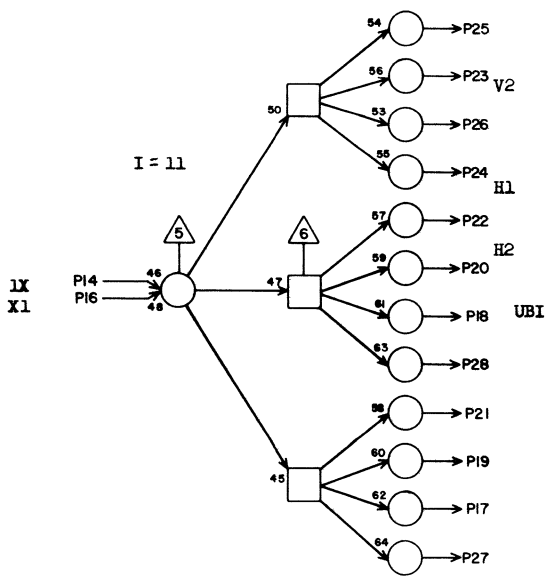 54 P25
56 P23 V2
50 53 P26
I = 11 55 P24
H1
5 6 57 P22
H2
1X P14 46 47 59 P20
X1 P16 48 61 P18 UBI
63 P28
58 P21
60 P19
45 62 P17
64 P27